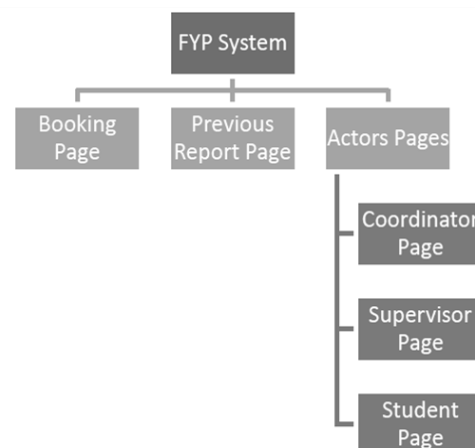 FYP System
Booking
Page
Previous
Report Page
Actors Pages
Coordinator
Page
Supervisor
Page
Student
Page